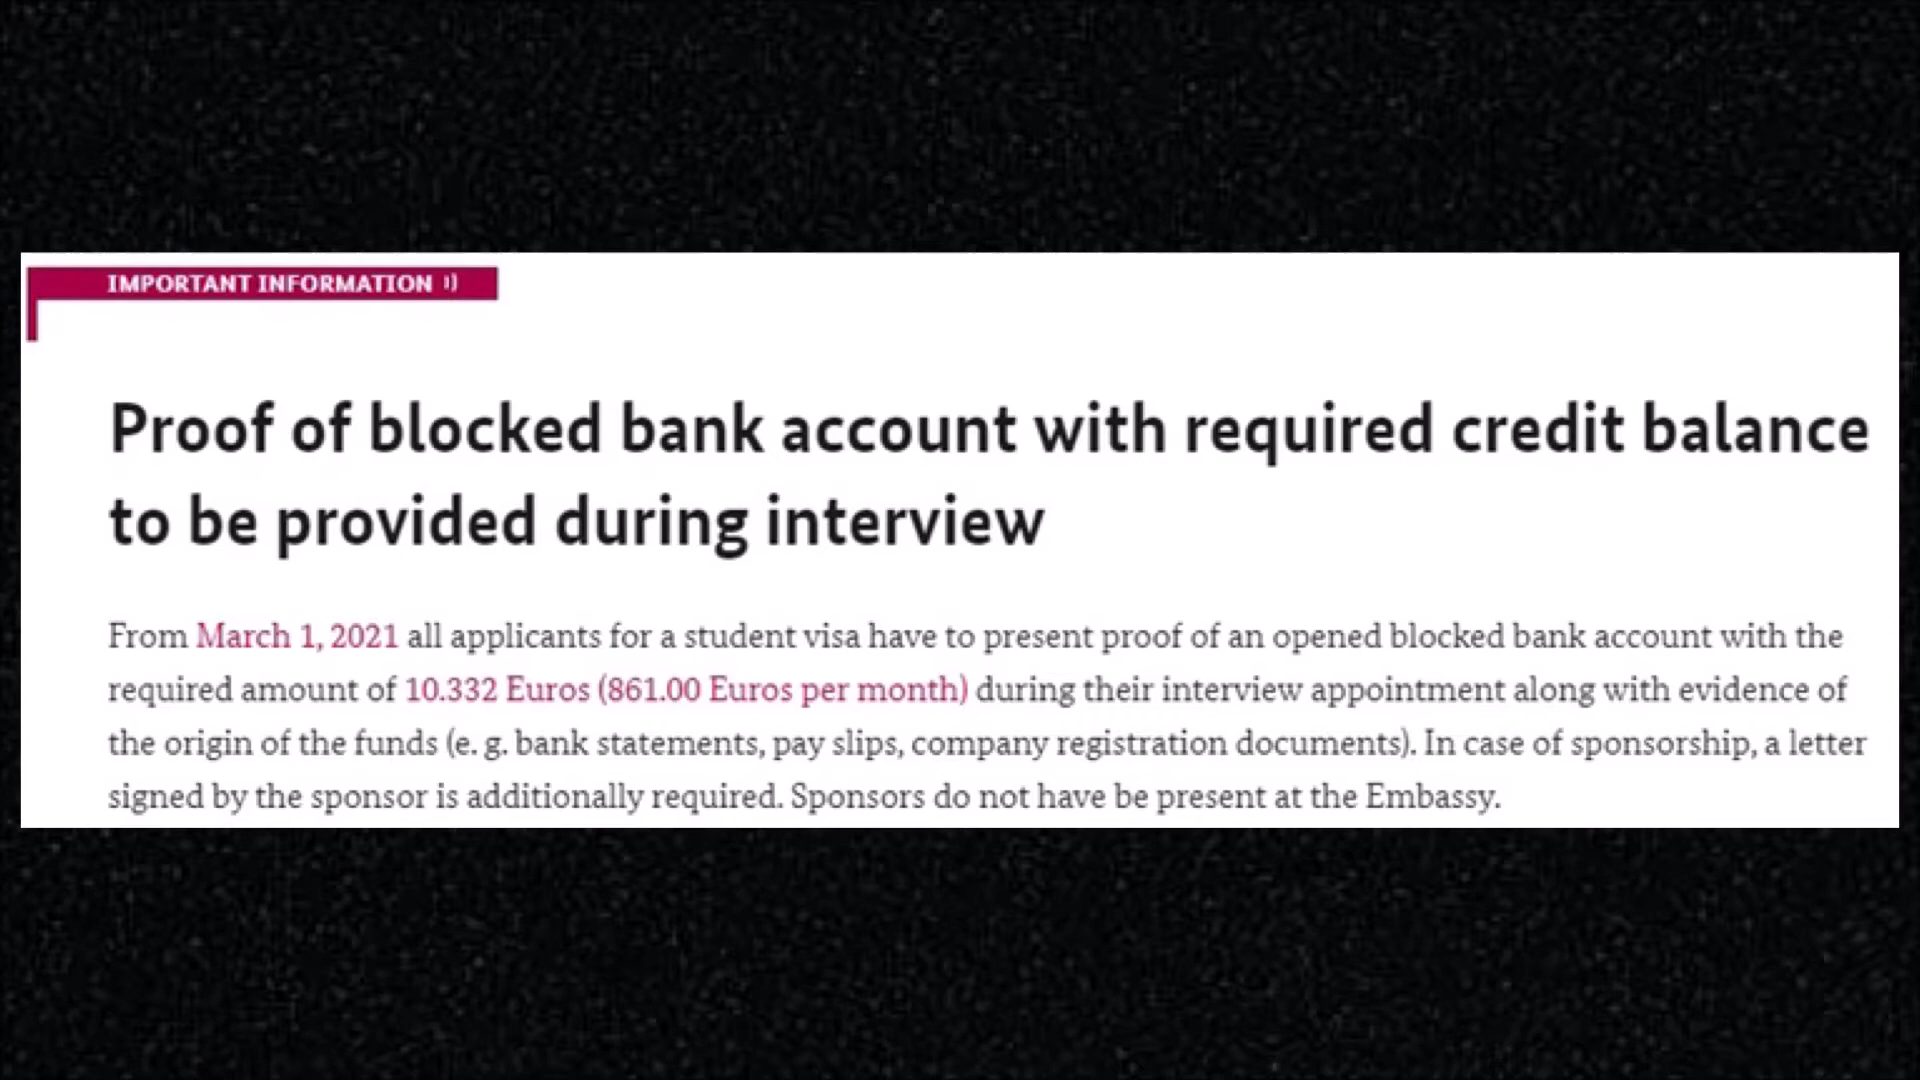 IMPORTANT INFORMATION
Proof of blocked bank account with required credit balance
to be provided during interview
From March 1, 2021 all applicants for a student visa have to present proof of an opened blocked bank account with the
required amount of 10.332 Euros (861.00 Euros per month) during their interview appointment along with evidence of
the origin of the funds (e. g. bank statements, pay slips, company registration documents). In case of sponsorship, a letter
signed by the sponsor is additionally required. Sponsors do not have be present at the Embassy.